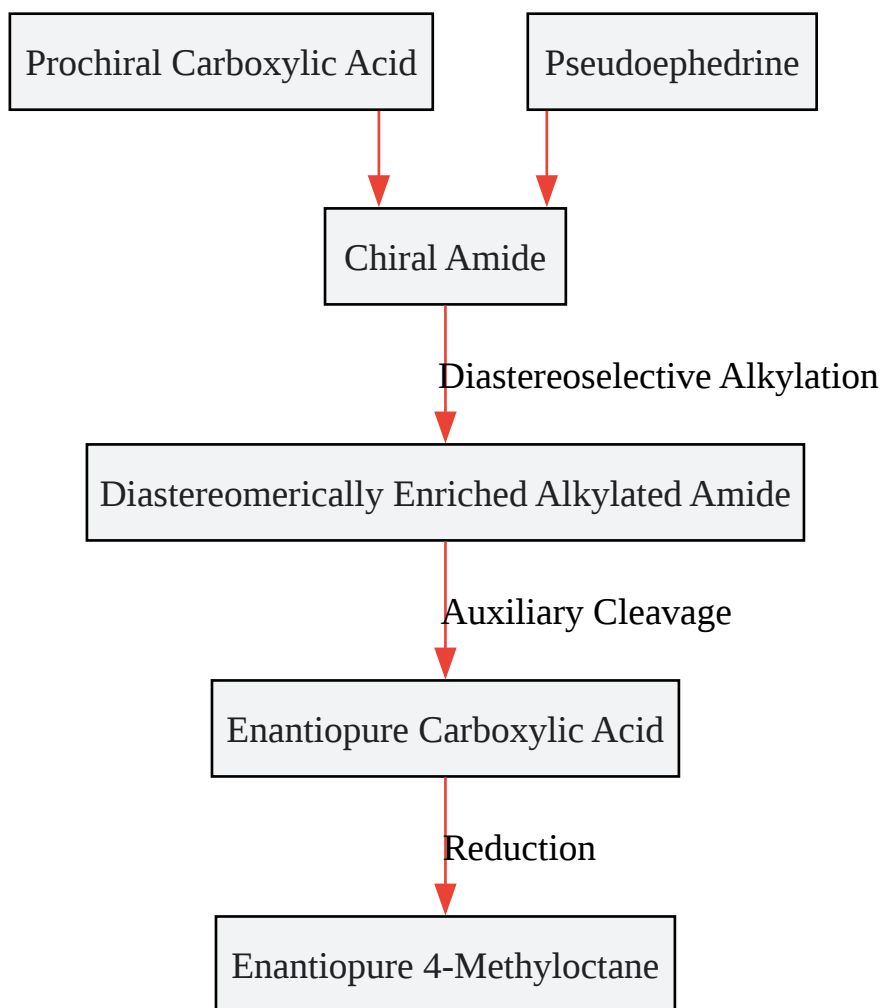 Prochiral Carboxylic Acid
Pseudoephedrine
Chiral Amide
Diastereoselective Alkylation
Diastereomerically Enriched Alkylated Amide
Auxiliary Cleavage
Enantiopure Carboxylic Acid
Reduction
Enantiopure 4-Methyloctane